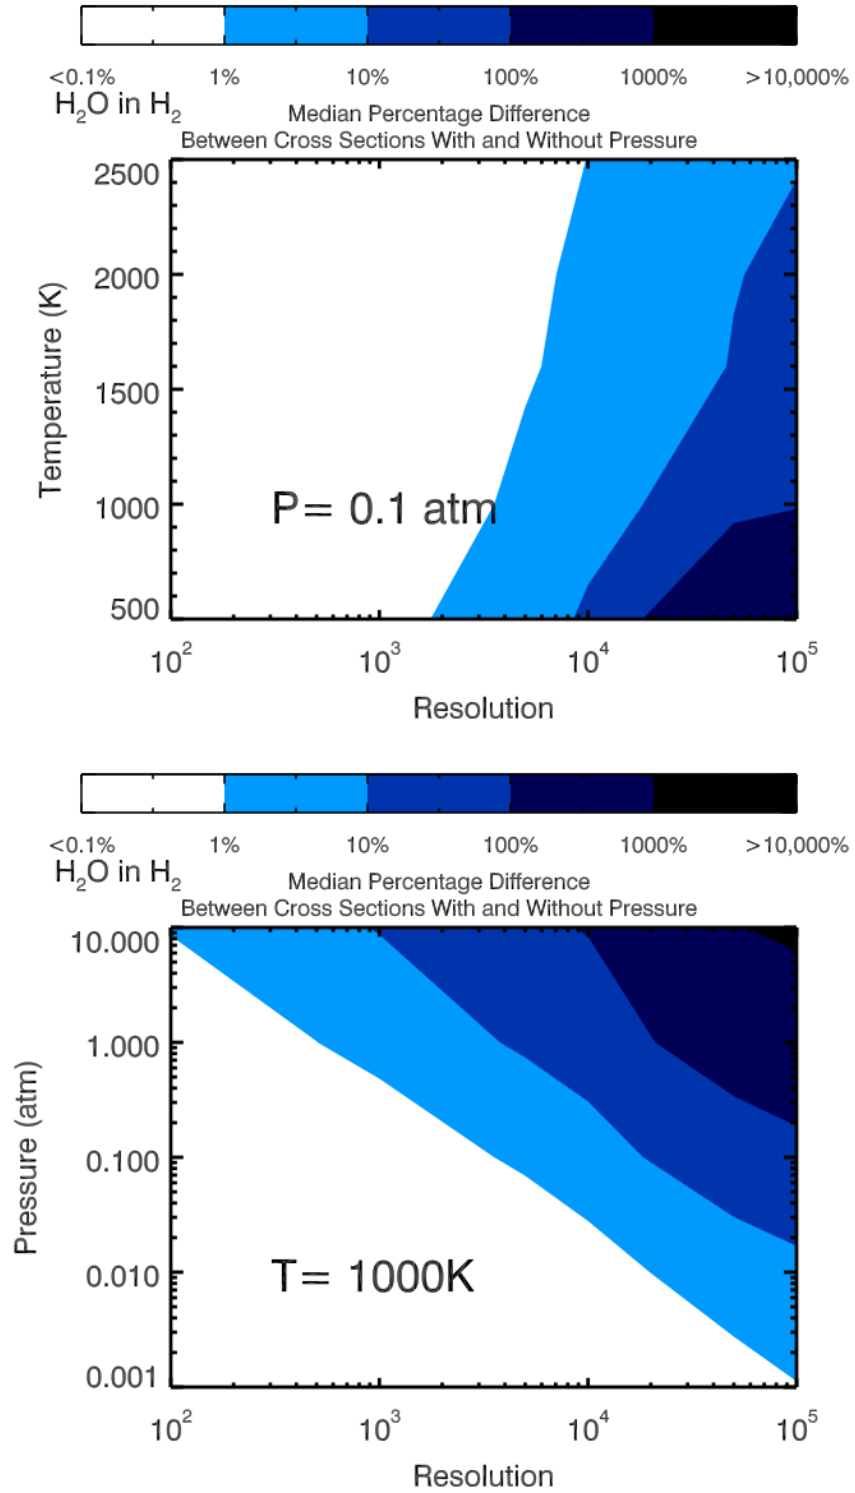 <0.1% 1% 10% 100% 1000% >10,000%
H₂O in H₂
Median Percentage Difference
Between Cross Sections With and Without Pressure
2500
2000
1500
1000
500
Temperature (K)
P= 0.1 atm
10² 10³ 10⁴ 10⁵
Resolution
<0.1% 1% 10% 100% 1000% >10,000%
H₂O in H₂
Median Percentage Difference
Between Cross Sections With and Without Pressure
10.000
1.000
0.100
0.010
0.001
Pressure (atm)
T= 1000K
10² 10³ 10⁴ 10⁵
Resolution